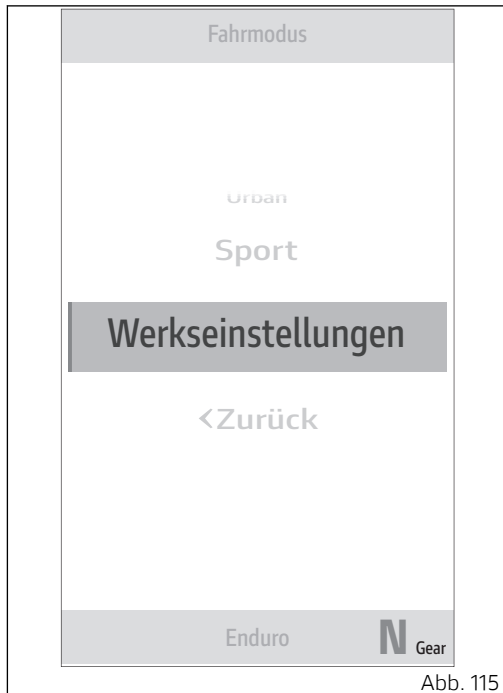 Fahrmodus
Urban
Sport
Werkseinstellungen
<Zurück
Enduro
N Gear
Abb. 115